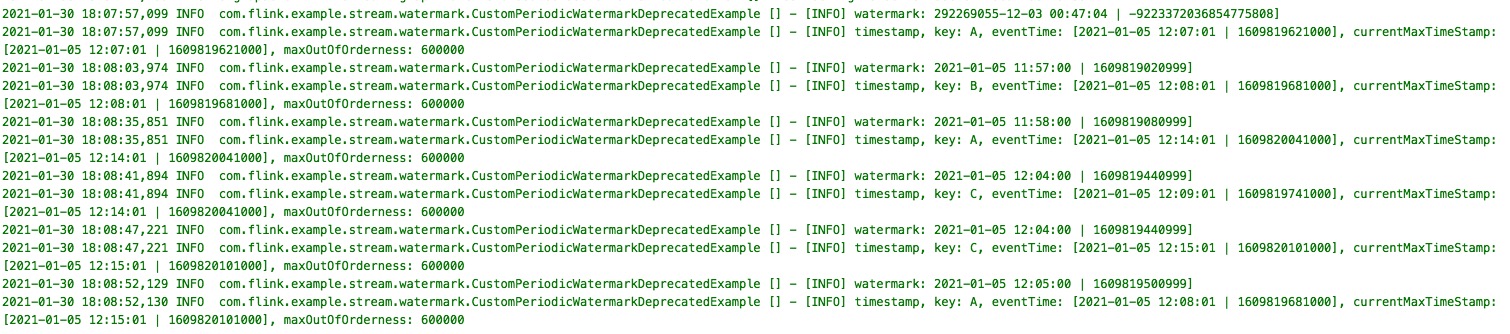 2021-01-30 18:07:57,099 INFO  com.flink.example.stream.watermark.CustomPeriodicWatermarkDeprecatedExample [] - [INFO] watermark: 292269055-12-03 00:47:04 | -9223372036854775808]
2021-01-30 18:07:57,099 INFO  com.flink.example.stream.watermark.CustomPeriodicWatermarkDeprecatedExample [] - [INFO] timestamp, key: A, eventTime: [2021-01-05 12:07:01 | 1609819621000], currentMaxTimeStamp:
[2021-01-05 12:07:01 | 1609819621000], maxOutOfOrderness: 600000
2021-01-30 18:08:03,974 INFO  com.flink.example.stream.watermark.CustomPeriodicWatermarkDeprecatedExample [] - [INFO] watermark: 2021-01-05 11:57:00 | 1609819020999]
2021-01-30 18:08:03,974 INFO  com.flink.example.stream.watermark.CustomPeriodicWatermarkDeprecatedExample [] - [INFO] timestamp, key: B, eventTime: [2021-01-05 12:08:01 | 1609819681000], currentMaxTimeStamp:
[2021-01-05 12:08:01 | 1609819681000], maxOutOfOrderness: 600000
2021-01-30 18:08:35,851 INFO  com.flink.example.stream.watermark.CustomPeriodicWatermarkDeprecatedExample [] - [INFO] watermark: 2021-01-05 11:58:00 | 1609819080999]
2021-01-30 18:08:35,851 INFO  com.flink.example.stream.watermark.CustomPeriodicWatermarkDeprecatedExample [] - [INFO] timestamp, key: A, eventTime: [2021-01-05 12:14:01 | 1609820041000], currentMaxTimeStamp:
[2021-01-05 12:14:01 | 1609820041000], maxOutOfOrderness: 600000
2021-01-30 18:08:41,894 INFO  com.flink.example.stream.watermark.CustomPeriodicWatermarkDeprecatedExample [] - [INFO] watermark: 2021-01-05 12:04:00 | 1609819440999]
2021-01-30 18:08:41,894 INFO  com.flink.example.stream.watermark.CustomPeriodicWatermarkDeprecatedExample [] - [INFO] timestamp, key: C, eventTime: [2021-01-05 12:09:01 | 1609819741000], currentMaxTimeStamp:
[2021-01-05 12:14:01 | 1609820041000], maxOutOfOrderness: 600000
2021-01-30 18:08:47,221 INFO  com.flink.example.stream.watermark.CustomPeriodicWatermarkDeprecatedExample [] - [INFO] watermark: 2021-01-05 12:04:00 | 1609819440999]
2021-01-30 18:08:47,221 INFO  com.flink.example.stream.watermark.CustomPeriodicWatermarkDeprecatedExample [] - [INFO] timestamp, key: C, eventTime: [2021-01-05 12:15:01 | 1609820101000], currentMaxTimeStamp:
[2021-01-05 12:15:01 | 1609820101000], maxOutOfOrderness: 600000
2021-01-30 18:08:52,129 INFO  com.flink.example.stream.watermark.CustomPeriodicWatermarkDeprecatedExample [] - [INFO] watermark: 2021-01-05 12:05:00 | 1609819500999]
2021-01-30 18:08:52,130 INFO  com.flink.example.stream.watermark.CustomPeriodicWatermarkDeprecatedExample [] - [INFO] timestamp, key: A, eventTime: [2021-01-05 12:08:01 | 1609819681000], currentMaxTimeStamp:
[2021-01-05 12:15:01 | 1609820101000], maxOutOfOrderness: 600000